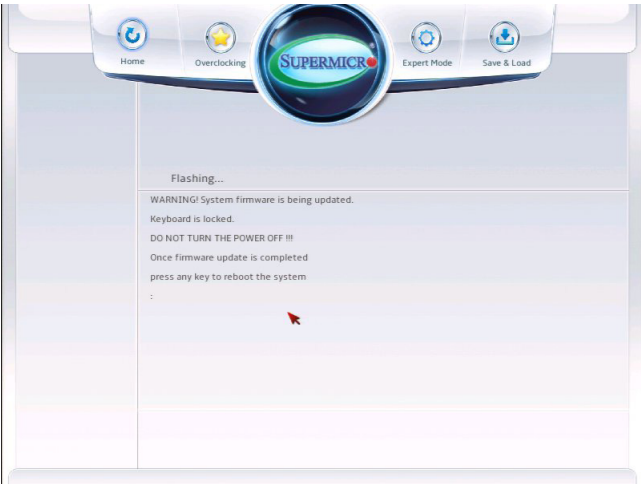 Home
Overclocking
SUPERMICRO
Expert Mode
Save & Load
Flashing...
WARNING! System firmware is being updated.
Keyboard is locked.
DO NOT TURN THE POWER OFF !!!
Once firmware update is completed
press any key to reboot the system
: